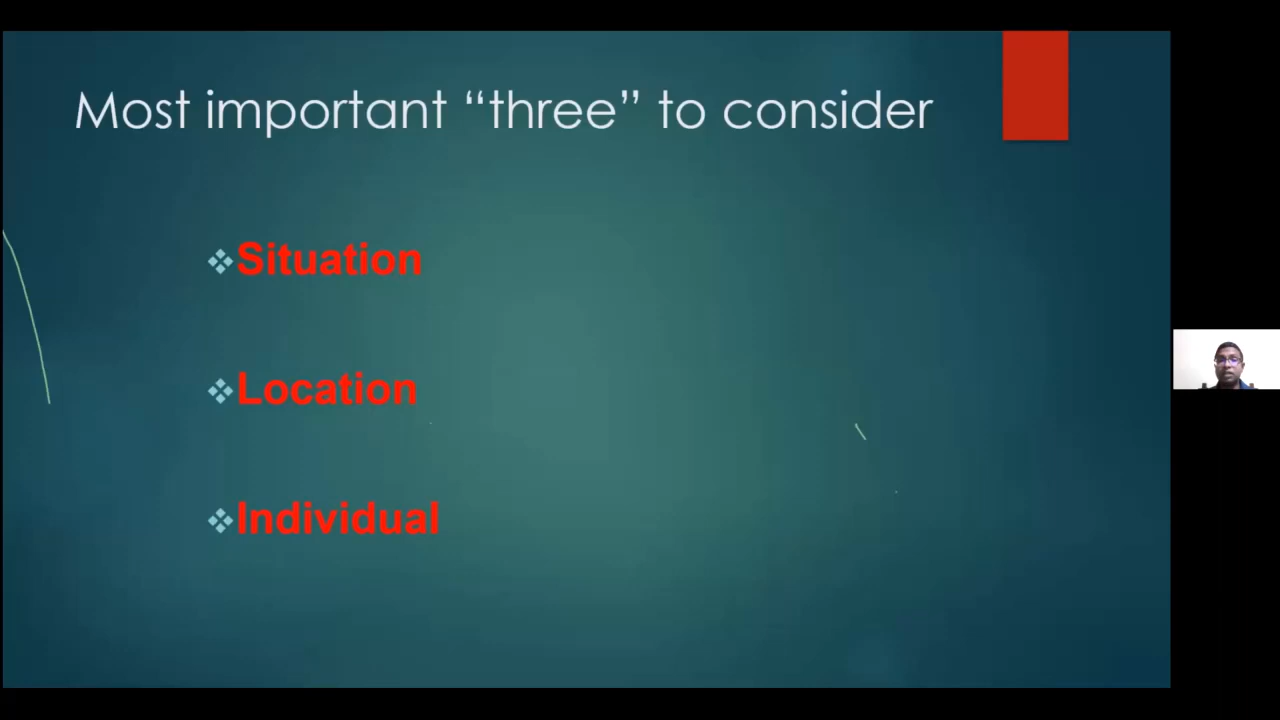 Most important “three” to consider
Situation
Location
Individual